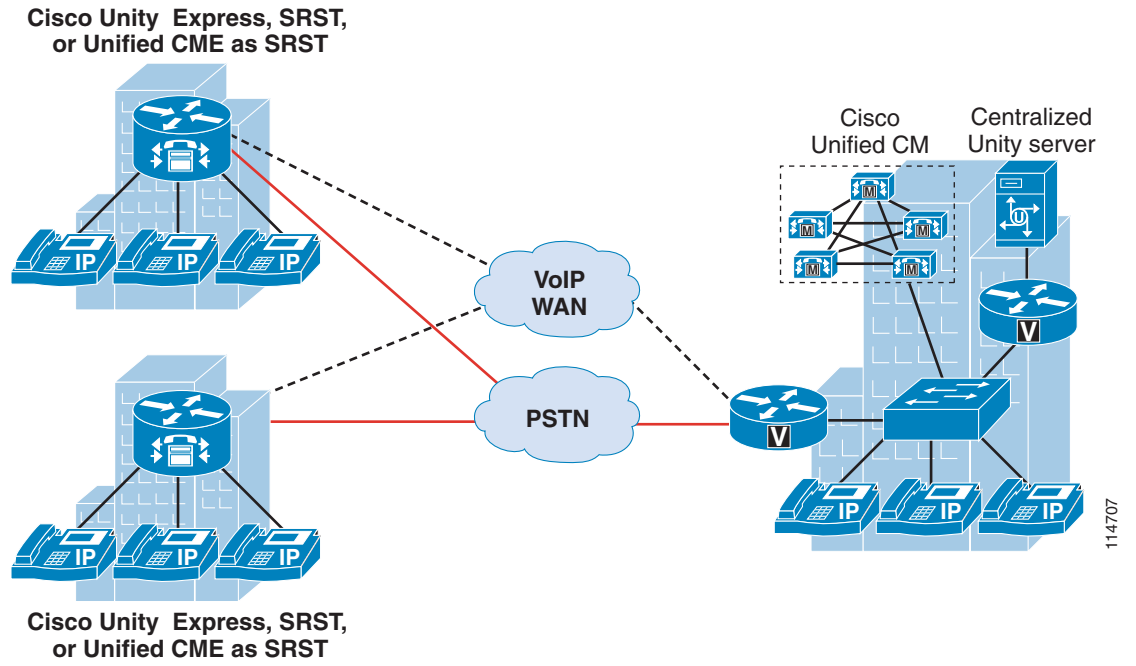 Cisco Unity Express, SRST,
or Unified CME as SRST
IP
IP
IP
Cisco
Unified CM
Centralized
Unity server
M
M
M
M
M
U
VoIP
WAN
V
PSTN
V
IP
IP
IP
IP
IP
IP
114707
Cisco Unity Express, SRST,
or Unified CME as SRST